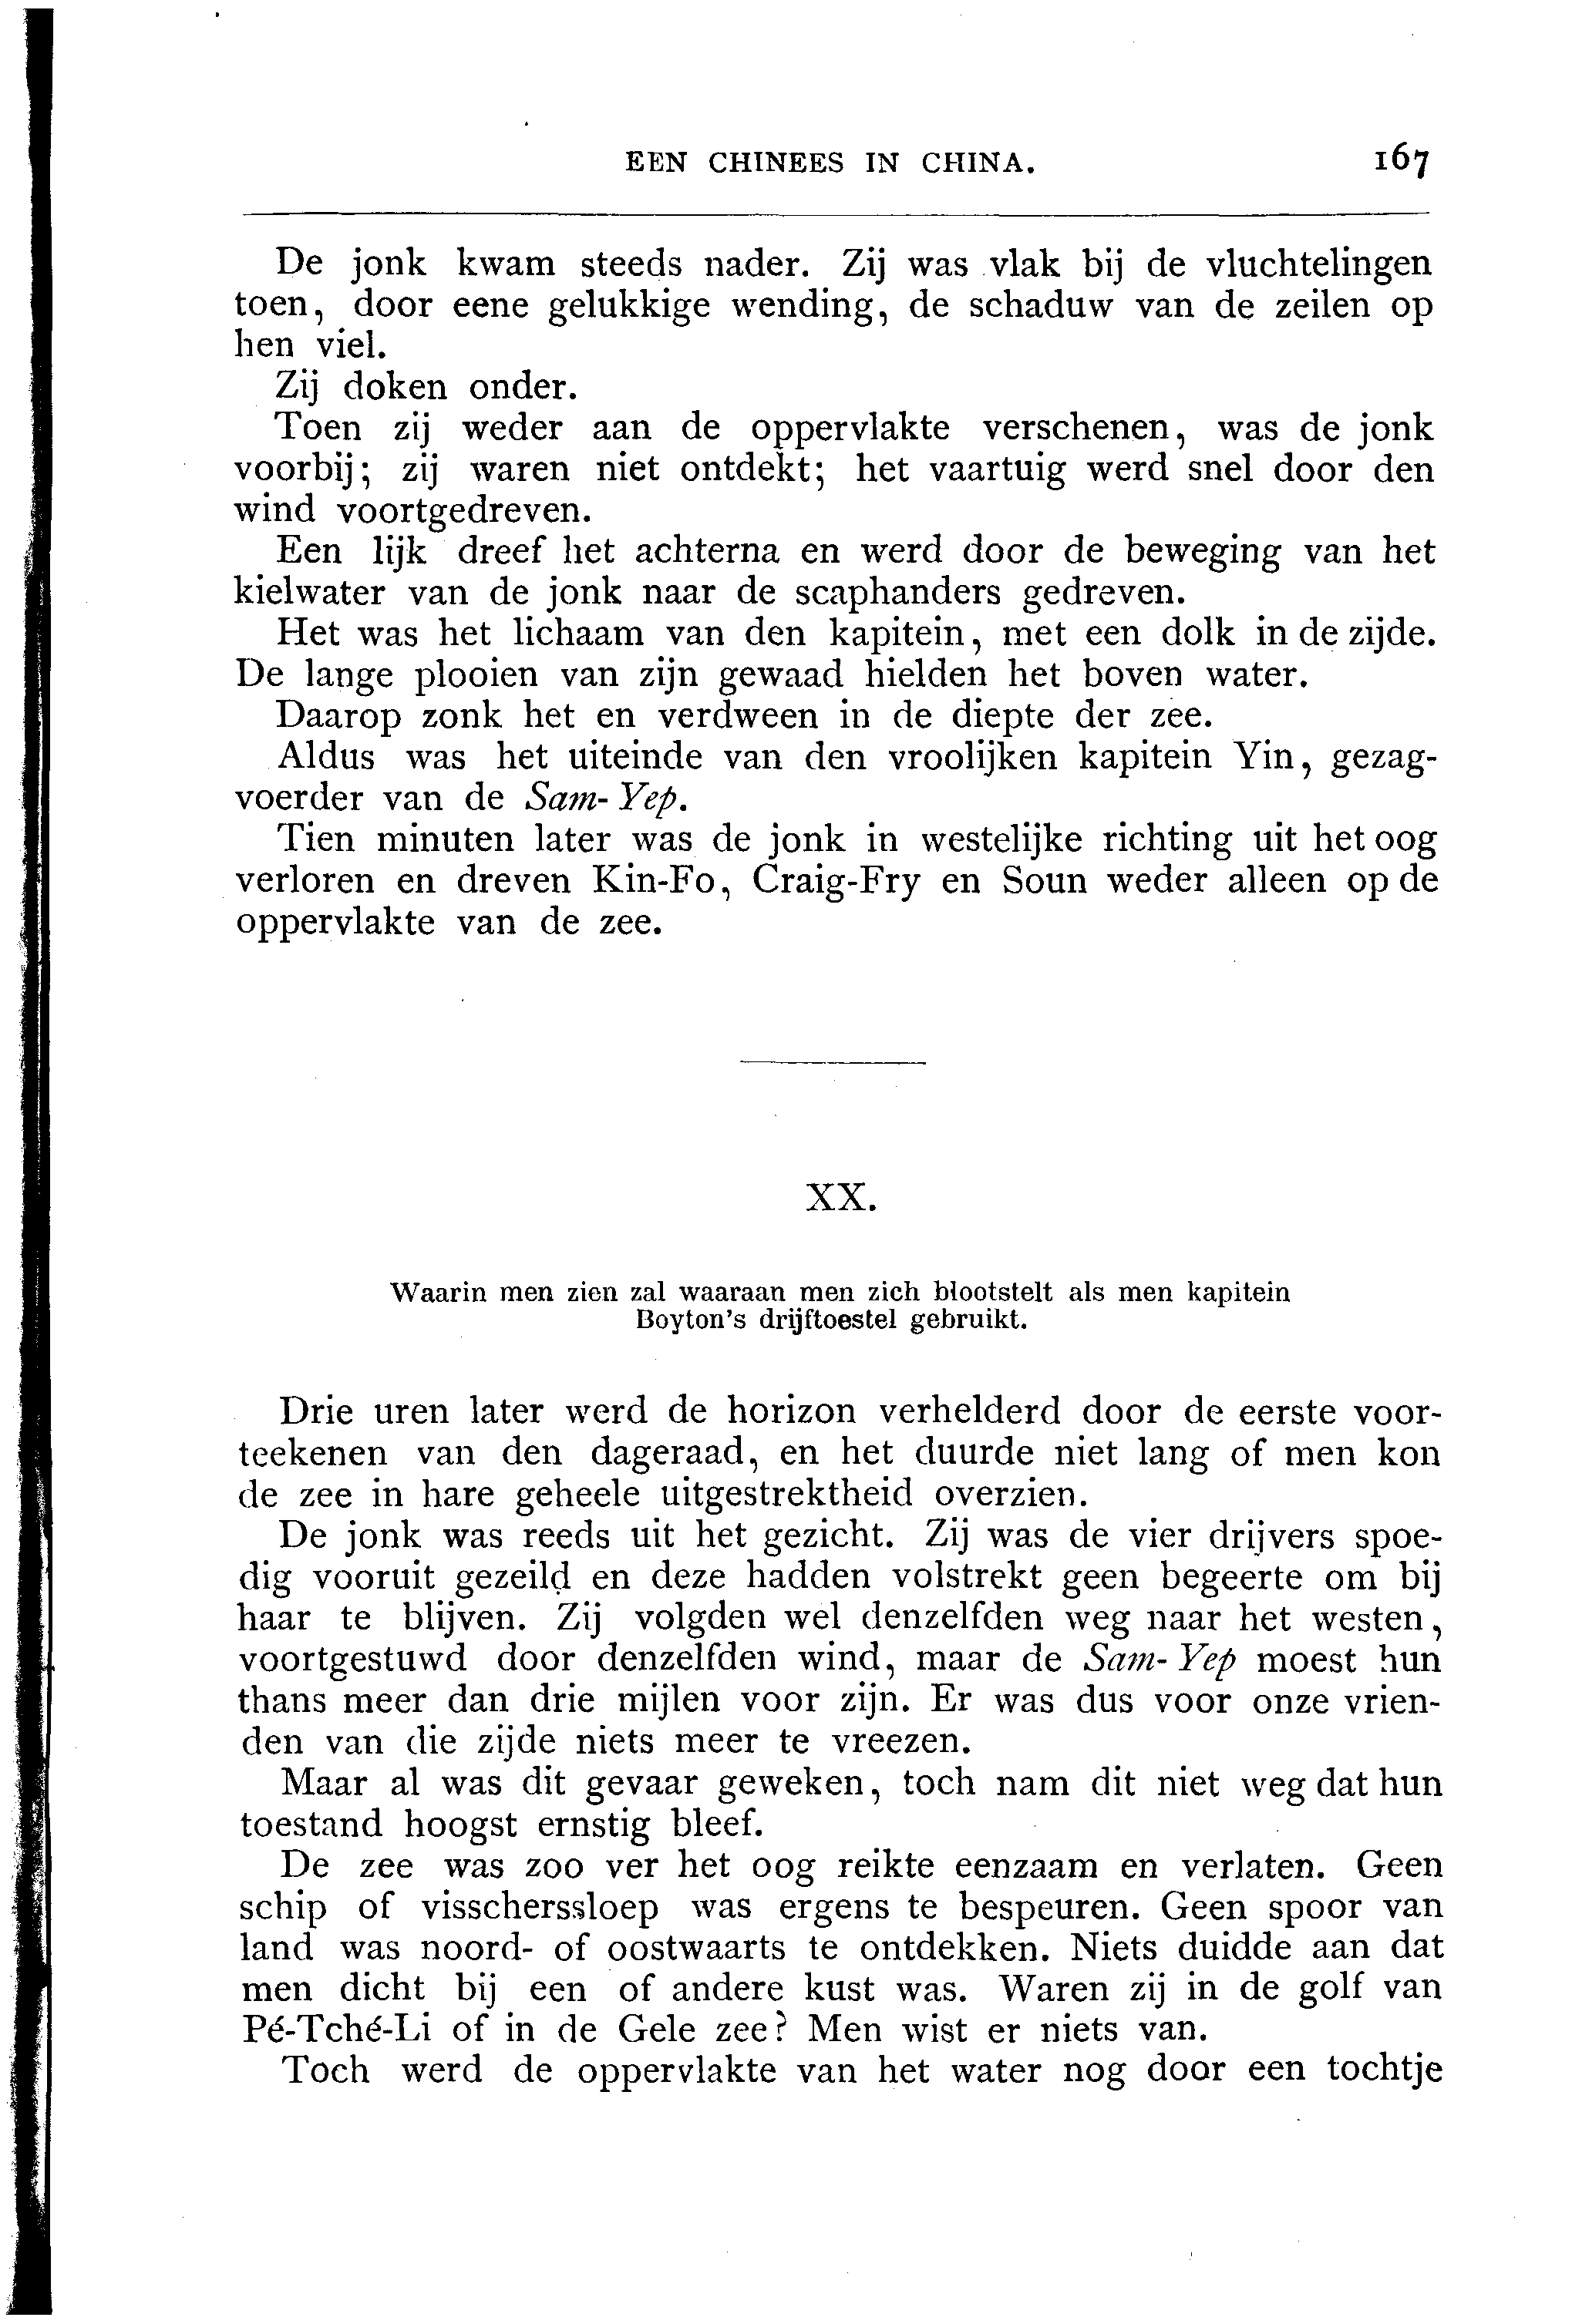 EEN CHINEES IN CHINA. 167
De jonk kwam steeds nader. Zij was vlak bij de vluchtelingen
toen, door eene gelukkige wending, de schaduw van de zeilen op
hen viel.
Zij doken onder.
Toen zij weder aan de oppervlakte verschenen, was de jonk
voorbij; zij waren niet ontdekt; het vaartuig werd snel door den
wind voortgedreven.
Een lijk dreef het achterna en werd door de beweging van het
kielwater van de jonk naar de scaphanders gedreven.
Het was het lichaam van den kapitein, met een dolk in de zijde.
De lange plooien van zijn gewaad hielden het boven water.
Daarop zonk het en verdween in de diepte der zee.
Aldus was het uiteinde van den vroolijken kapitein Yin, gezag-
voerder van de Sam-Yep.
Tien minuten later was de jonk in westelijke richting uit het oog
verloren en dreven Kin-Fo, Craig-Fry en Soun weder alleen op de
oppervlakte van de zee.
XX.
Waarin men zien zal waaraan men zich blootstelt als men kapitein
Boyton's drijftoestel gebruikt.
Drie uren later werd de horizon verhelderd door de eerste voor-
teekenen van den dageraad, en het duurde niet lang of men kon
de zee in hare geheele uitgestrektheid overzien.
De jonk was reeds uit het gezicht. Zij was de vier drijvers spoe-
dig vooruit gezeild en deze hadden volstrekt geen begeerte om bij
haar te blijven. Zij volgden wel denzelfden weg naar het westen,
voortgestuwd door denzelfden wind, maar de Sam-Yep moest hun
thans meer dan drie mijlen voor zijn. Er was dus voor onze vrien-
den van die zijde niets meer te vreezen.
Maar al was dit gevaar geweken, toch nam dit niet weg dat hun
toestand hoogst ernstig bleef.
De zee was zoo ver het oog reikte eenzaam en verlaten. Geen
schip of visscherssloep was ergens te bespeuren. Geen spoor van
land was noord- of oostwaarts te ontdekken. Niets duidde aan dat
men dicht bij een of andere kust was. Waren zij in de golf van
Pé-Tché-Li of in de Gele zee? Men wist er niets van.
Toch werd de oppervlakte van het water nog door een tochtje